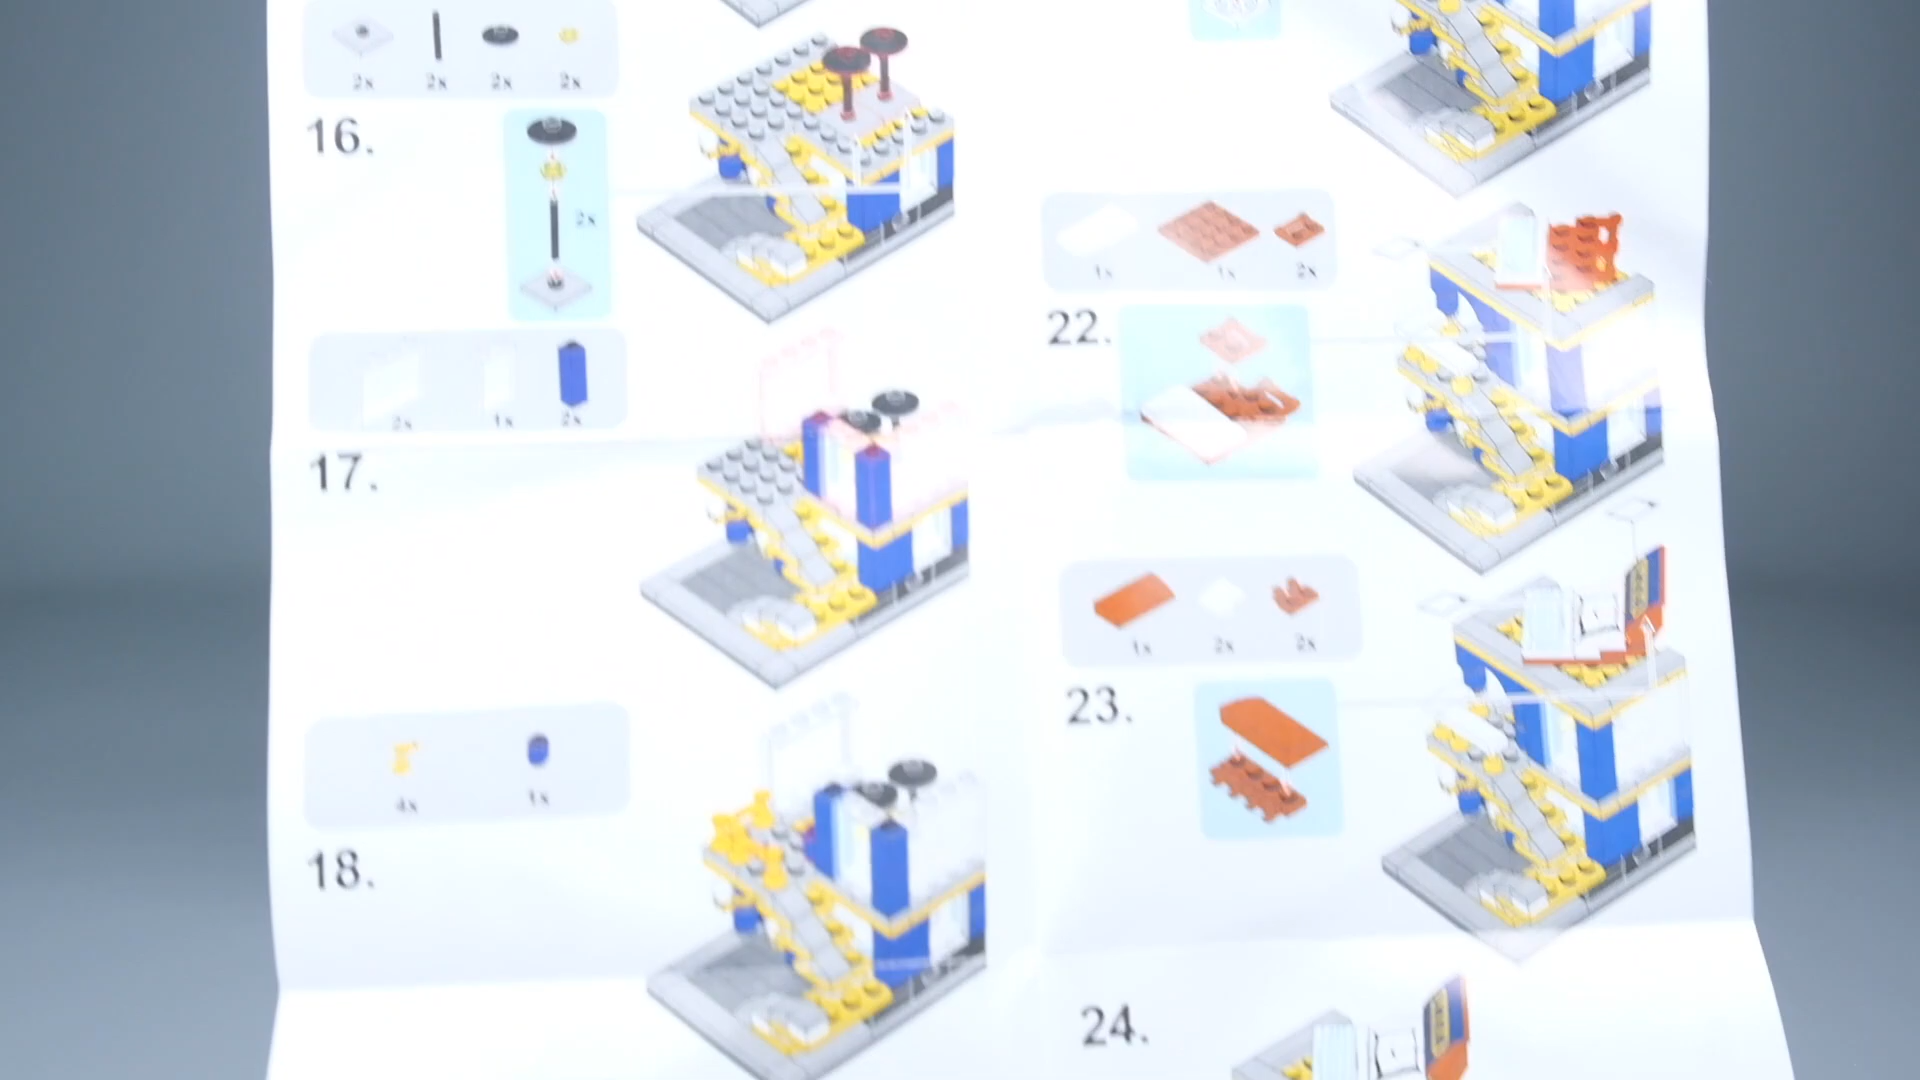 2x 2x 2x 2x
16.
2x
2x 1x 2x
17.
4x 1x
18.
1x 1x 2x
22.
1x 2x 2x
23.
24.